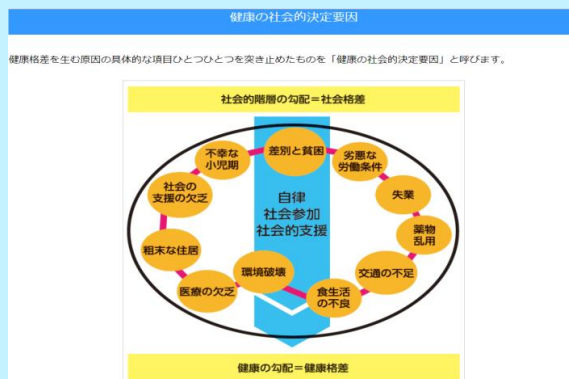 健康の社会的決定要因
健康格差を生む原因の具体的な項目ひとつひとつを突き止めたものを「健康の社会的決定要因」と呼びます。
社会的階層の勾配＝社会格差
差別と貧困
不幸な
小児期
劣悪な
労働条件
社会の
支援の欠乏
自律
社会参加
社会的支援
失業
薬物
乱用
粗末な住居
環境破壊
交通の不足
医療の欠乏
食生活
の不良
健康の勾配＝健康格差